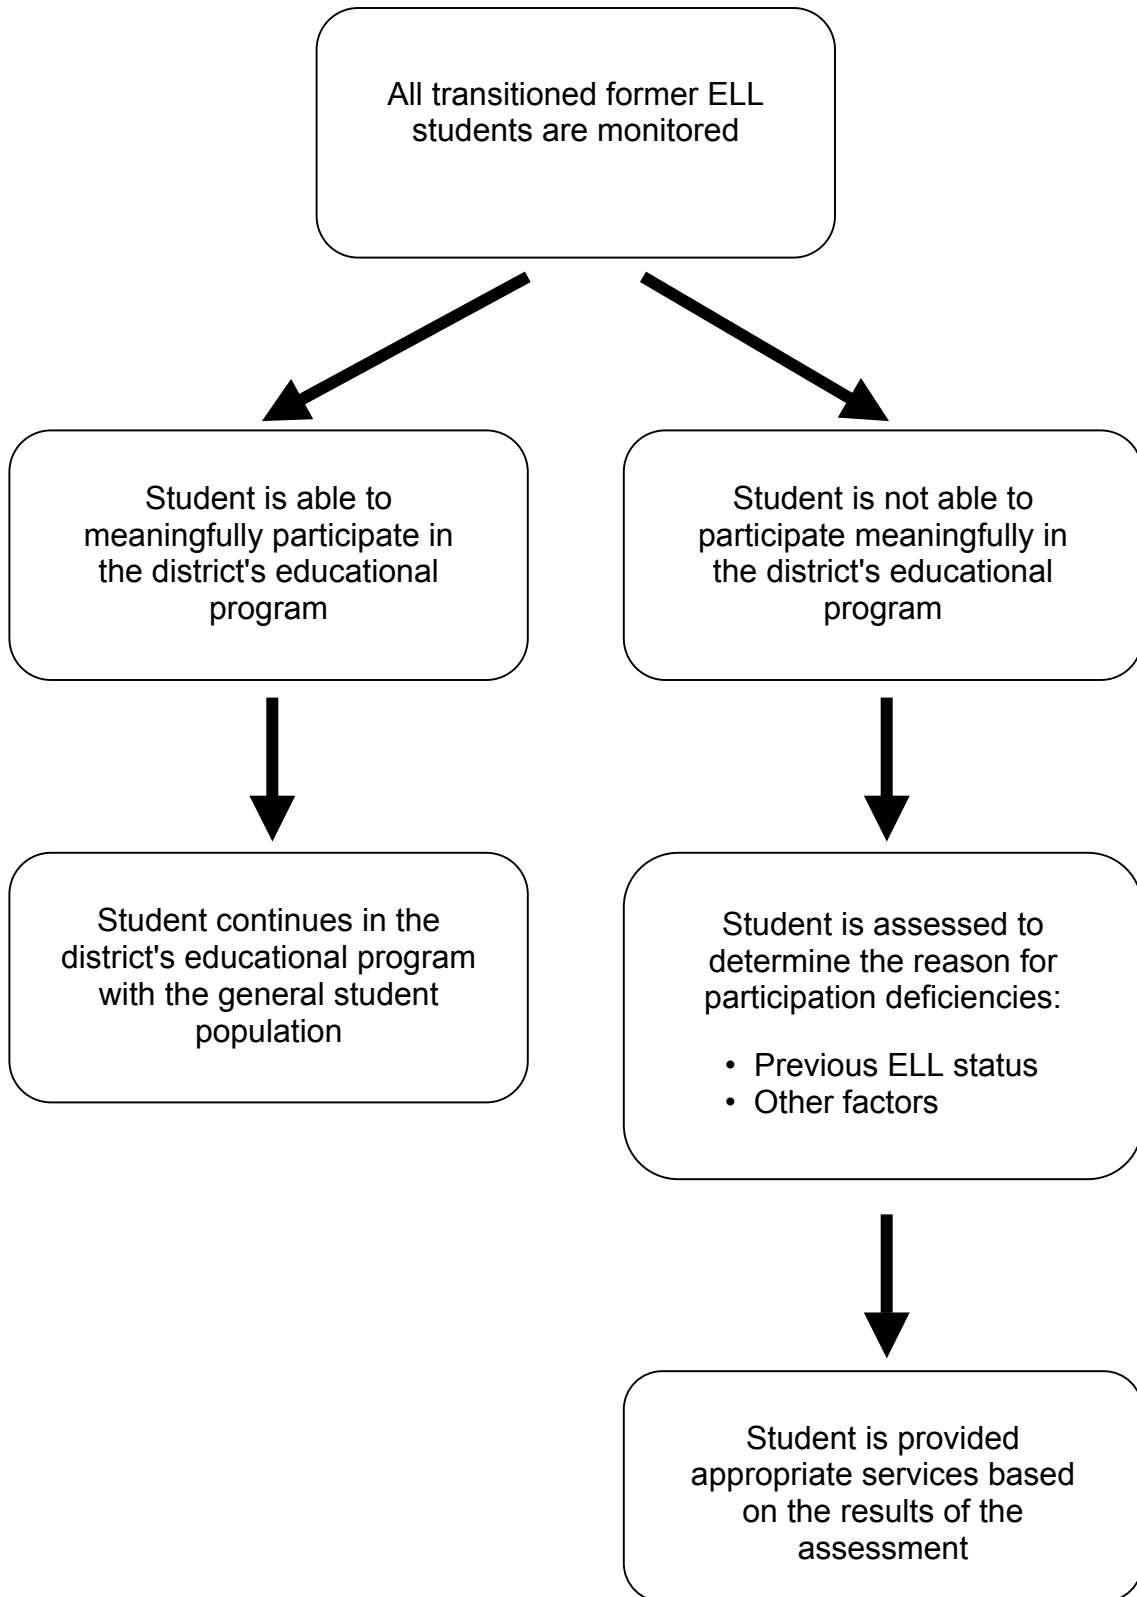 All transitioned former ELL
students are monitored
Student is able to
meaningfully participate in
the district's educational
program
Student is not able to
participate meaningfully in
the district's educational
program
Student continues in the
district's educational program
with the general student
population
Student is assessed to
determine the reason for
participation deficiencies:
• Previous ELL status
• Other factors
Student is provided
appropriate services based
on the results of the
assessment